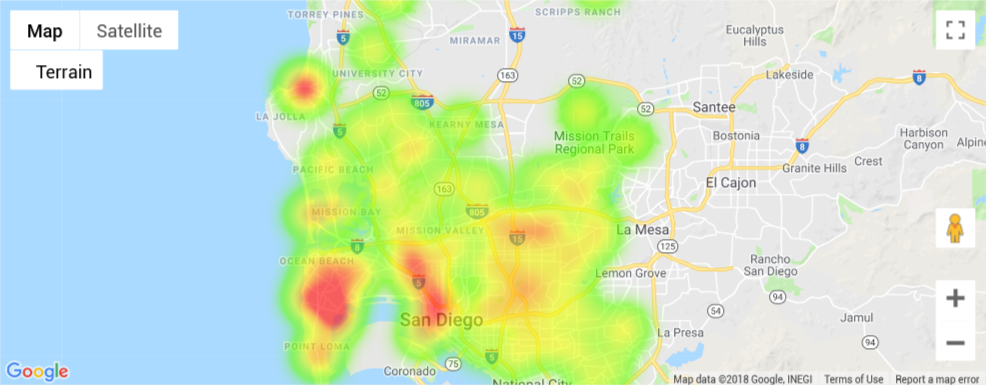 TORREY PINES
SCRIPPS RANCH
Map
Satellite
Terrain
5
15
MIRAMAR
Eucalyptus
Hills
UNIVERSITY CITY
163
52
Lakeside
8
52
805
52
Santee
LA JOLLA
5
KEARNY MESA
Mission Trails
Regional Park
Bostonia
8
Harbison
Canyon
Alpine
PACIFIC BEACH
Granite Hills
Crest
163
El Cajon
MISSION BAY
805
MISSION VALLEY
15
La Mesa
8
125
OCEAN BEACH
Lemon Grove
Rancho
San Diego
5
94
San Diego
54
Jamul
La Presa
94
POINT LOMA
5
Coronado
75
National City
Google
Map data ©2018 Google, INEGI
Terms of Use
Report a map error